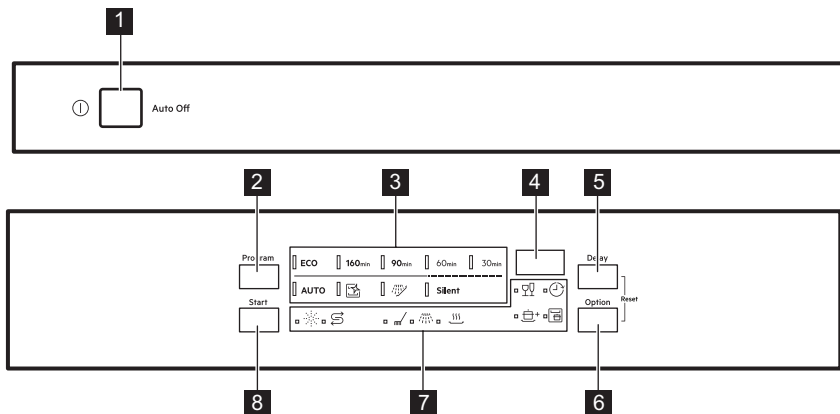 1
Auto Off
2 3 4 5
Program Delay
ECO 160min 90min 60min 30min
AUTO Silent
Start Option Reset
8 7 6